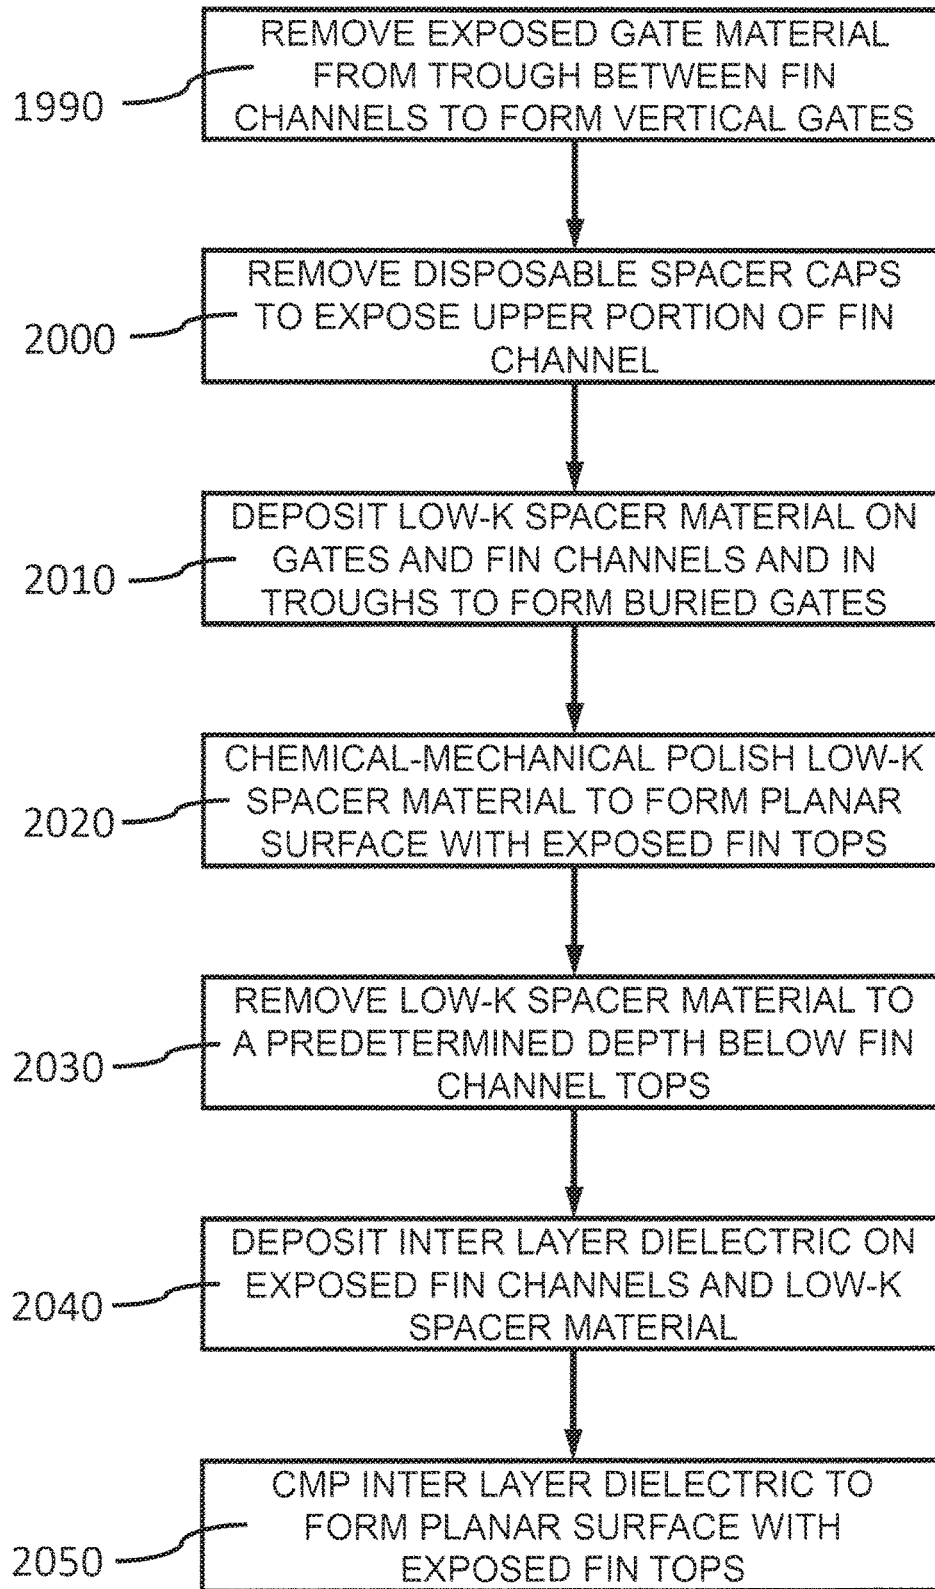 REMOVE EXPOSED GATE MATERIAL
FROM TROUGH BETWEEN FIN
CHANNELS TO FORM VERTICAL GATES
1990
REMOVE DISPOSABLE SPACER CAPS
TO EXPOSE UPPER PORTION OF FIN
CHANNEL
2000
DEPOSIT LOW-K SPACER MATERIAL ON
GATES AND FIN CHANNELS AND IN
TROUGHS TO FORM BURIED GATES
2010
CHEMICAL-MECHANICAL POLISH LOW-K
SPACER MATERIAL TO FORM PLANAR
SURFACE WITH EXPOSED FIN TOPS
2020
REMOVE LOW-K SPACER MATERIAL TO
A PREDETERMINED DEPTH BELOW FIN
CHANNEL TOPS
2030
DEPOSIT INTER LAYER DIELECTRIC ON
EXPOSED FIN CHANNELS AND LOW-K
SPACER MATERIAL
2040
CMP INTER LAYER DIELECTRIC TO
FORM PLANAR SURFACE WITH
EXPOSED FIN TOPS
2050